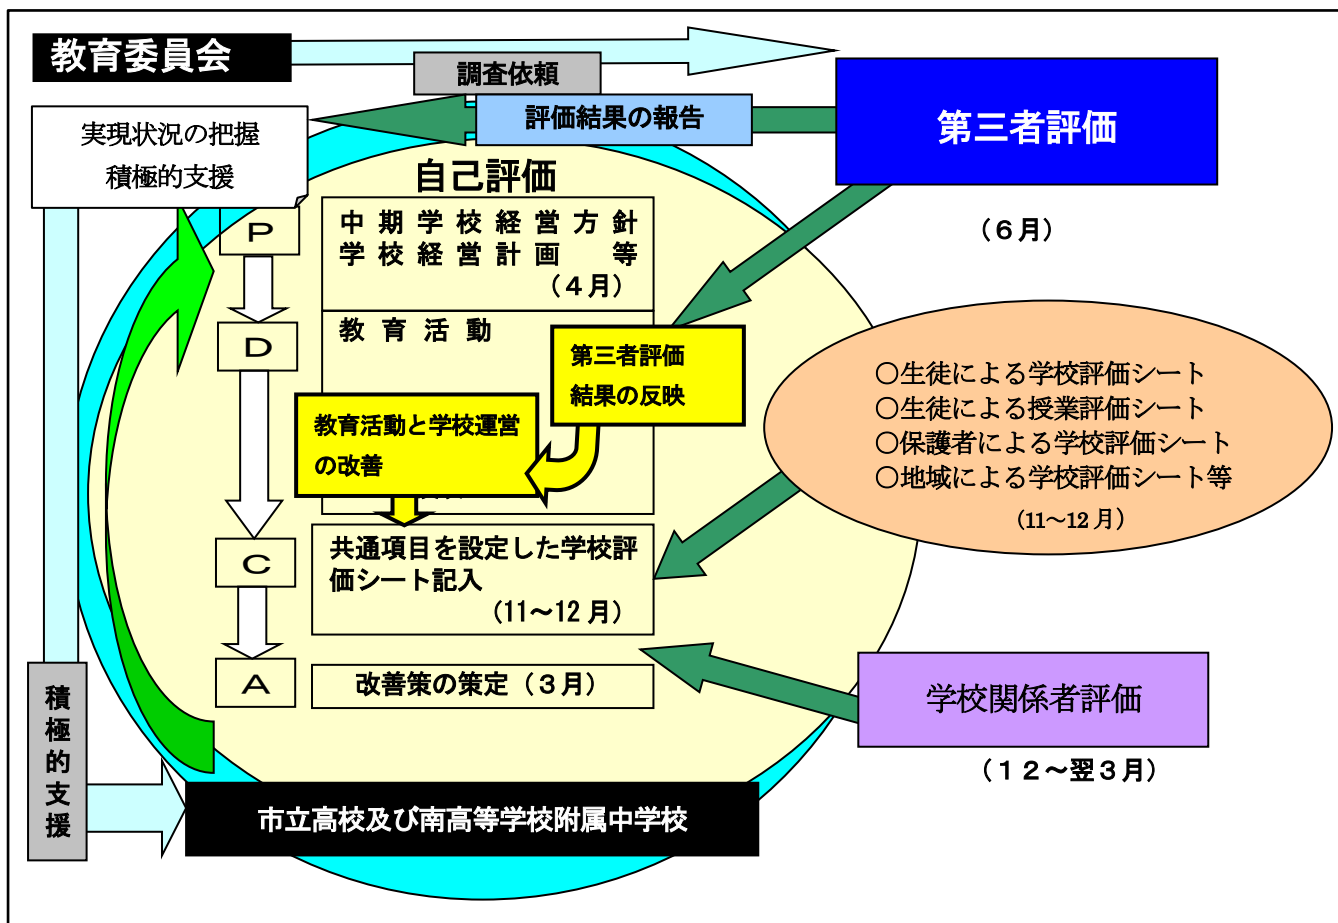 教育委員会
調査依頼
評価結果の報告
第三者評価
(6月)
実現状況の把握
積極的支援
自己評価
P
中期学校経営方針
学校経営計画 等
(4月)
D
教育活動
第三者評価
結果の反映
教育活動と学校運営
の改善
○生徒による学校評価シート
○生徒による授業評価シート
○保護者による学校評価シート
○地域による学校評価シート等
(11~12月)
C
共通項目を設定した学校評
価シート記入
(11~12月)
A
改善策の策定(3月)
学校関係者評価
(12~翌3月)
積極的支援
市立高校及び南高等学校附属中学校